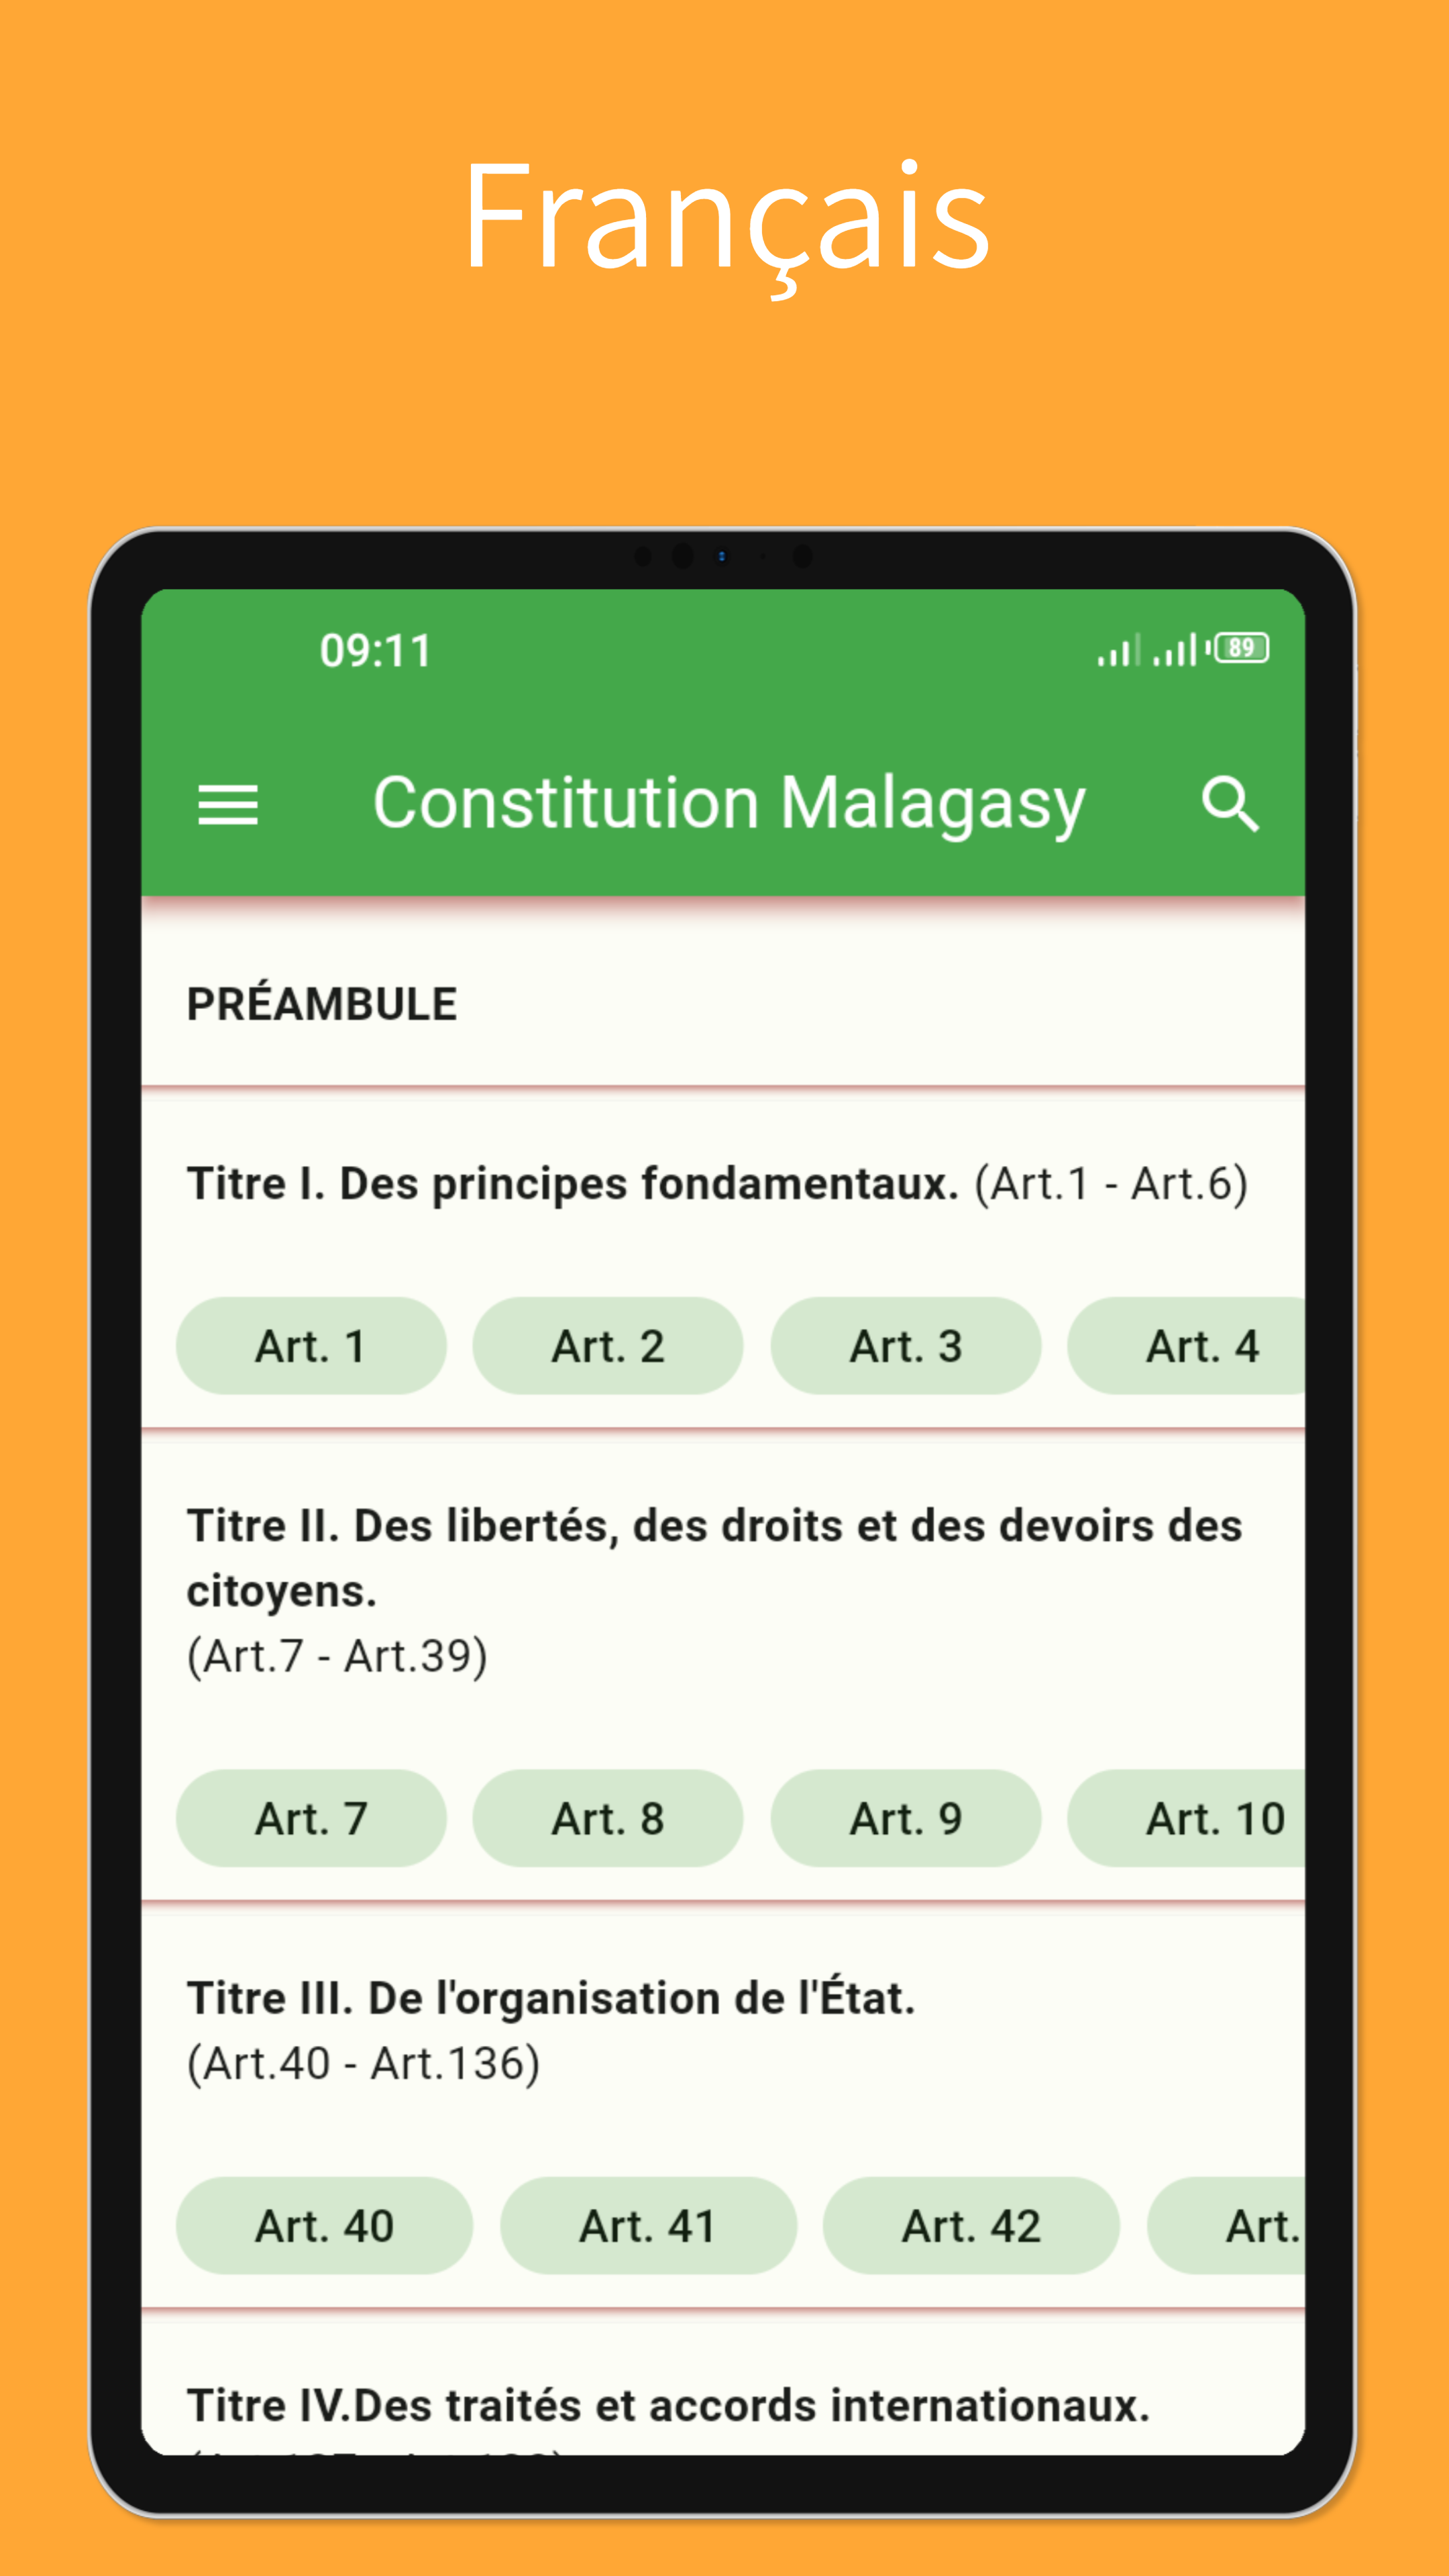 Français
09:11
89
Constitution Malagasy
PRÉAMBULE
Titre I. Des principes fondamentaux. (Art.1 - Art.6)
Art. 1 Art. 2 Art. 3 Art. 4
Titre II. Des libertés, des droits et des devoirs des
citoyens.
(Art.7 - Art.39)
Art. 7 Art. 8 Art. 9 Art. 10
Titre III. De l'organisation de l'État.
(Art.40 - Art.136)
Art. 40 Art. 41 Art. 42 Art.
Titre IV.Des traités et accords internationaux.